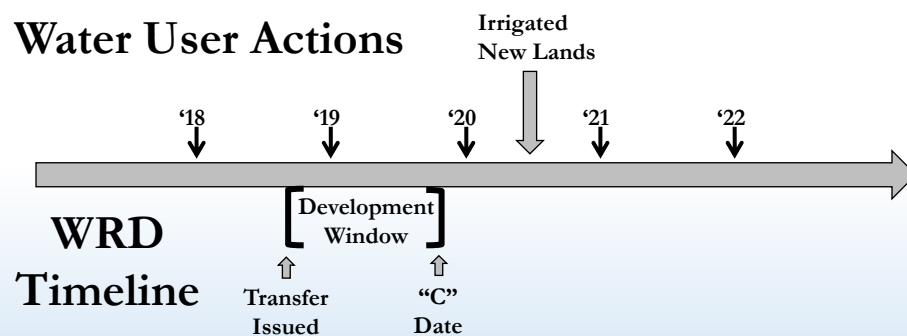 Water User Actions
Irrigated
New Lands
‘18
‘19
‘20
‘21
‘22
Development
Window
WRD
Timeline
Transfer
Issued
“C”
Date